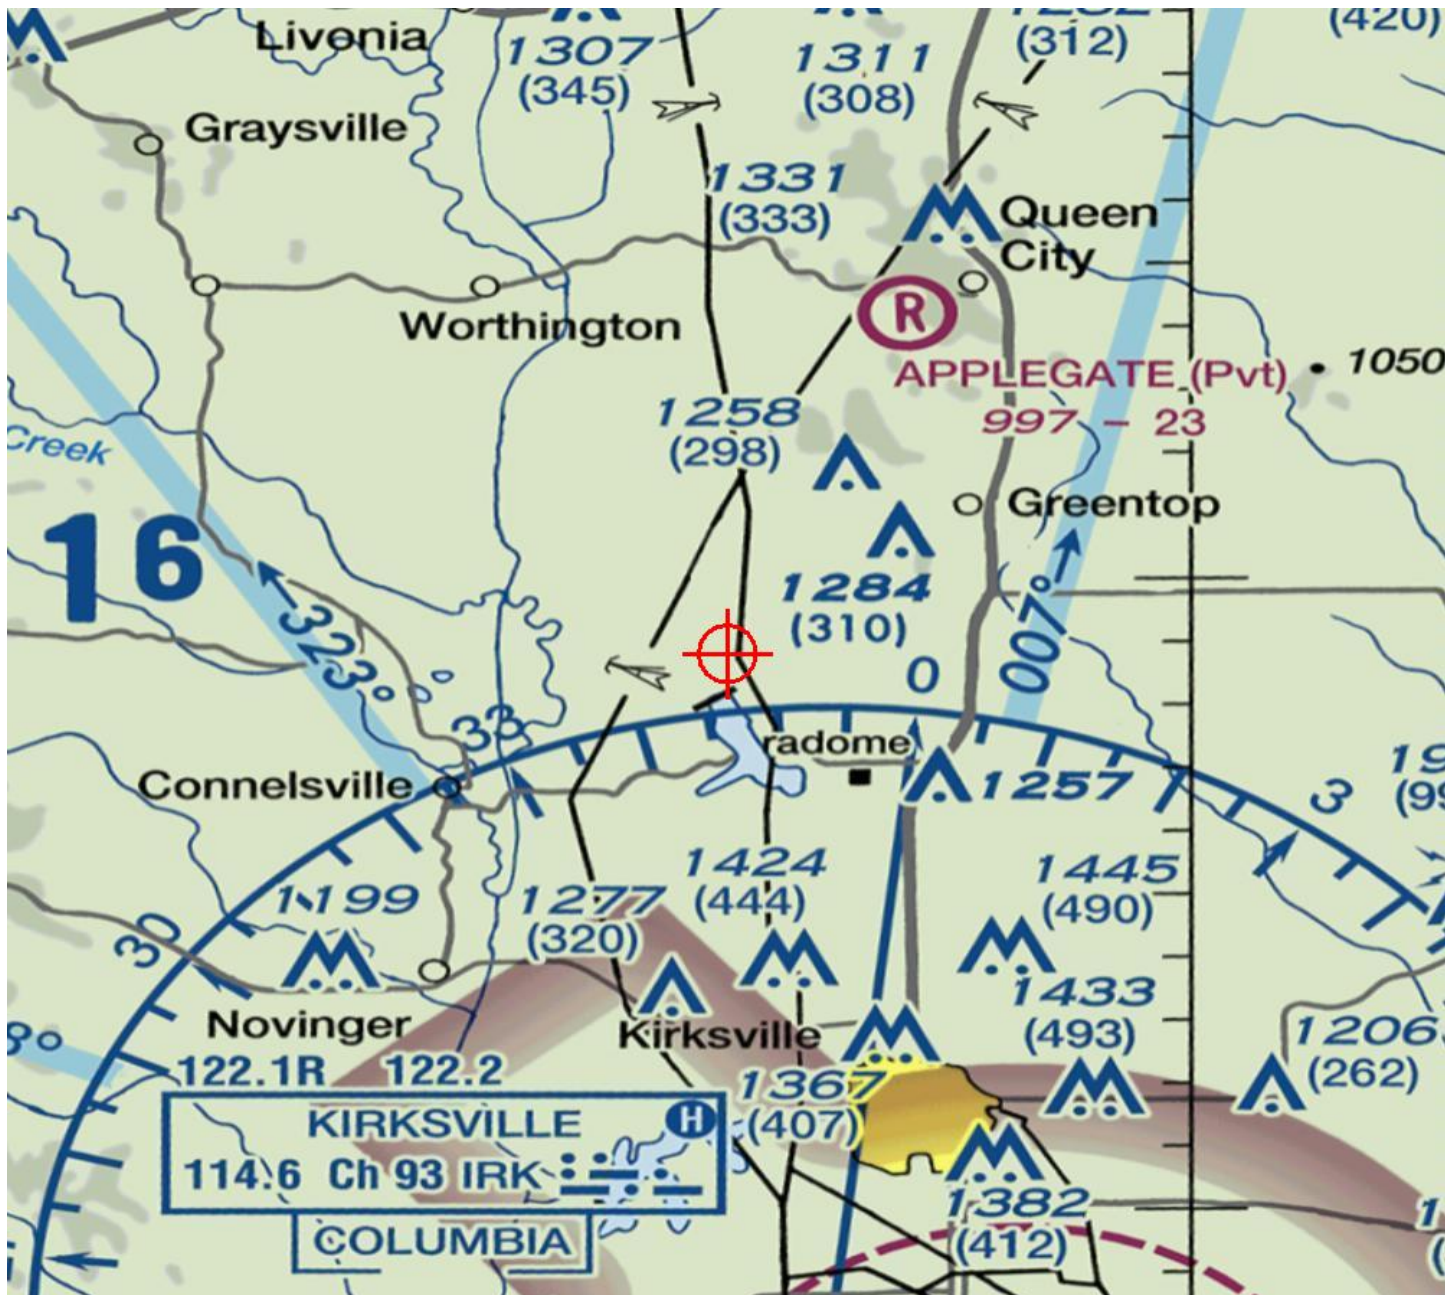 Livonia
1307
(345)
1311
(308)
(312)
(420)
Graysville
1331
(333)
Queen
City
Worthington
R
APPLEGATE (Pvt)
997 - 23
1050
1258
(298)
Creek
Greentop
16
1284
(310)
323°
007°
0
33
radome
Connelsville
1257
3
1424
(444)
1445
(490)
1199
1277
(320)
30
1433
(493)
Novinger
Kirksville
1206
(262)
122.1R 122.2
1367
(407)
KIRKSVILLE H
114.6 Ch 93 IRK
1382
(412)
COLUMBIA